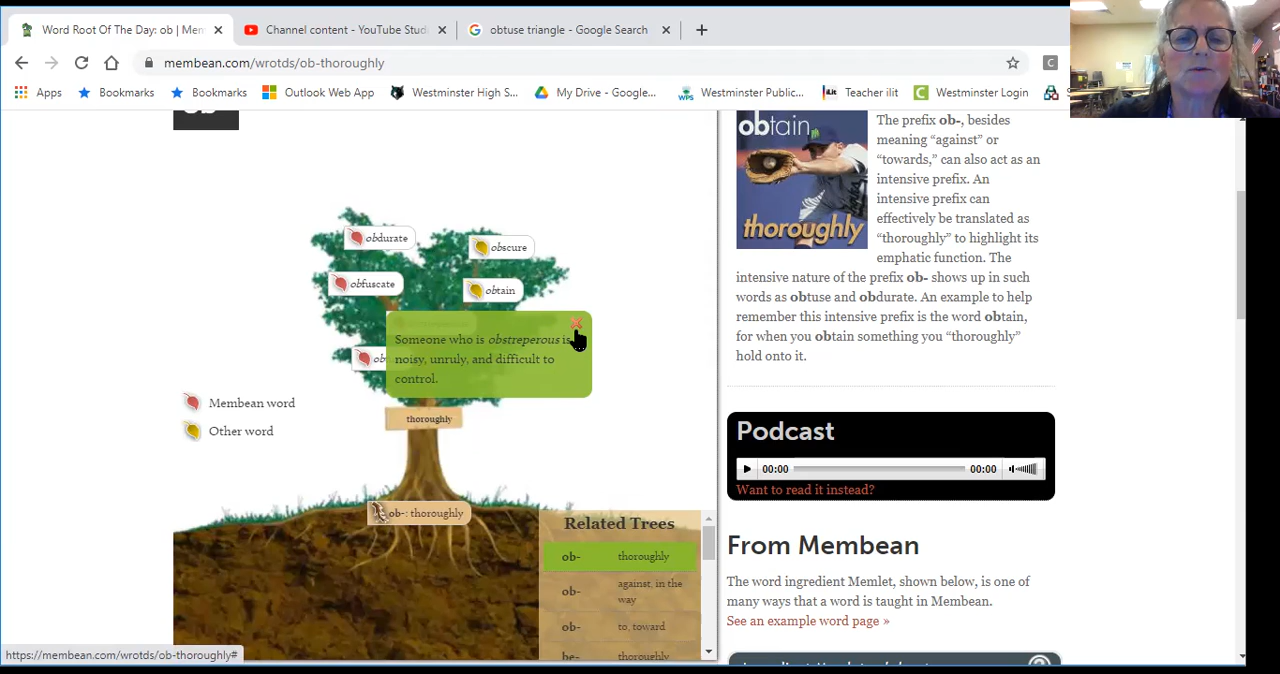 Word Root Of The Day: ob | Mem
Channel content - YouTube Studi
obtuse triangle - Google Search
membean.com/wrotds/ob-thoroughly
C
Apps
Bookmarks
Bookmarks
Outlook Web App
Westminster High S...
My Drive - Google...
WPS
Westminster Public...
iLit
Teacher ilit
C
Westminster Login
obdurate
obscure
obfuscate
obtain
Someone who is obstreperous is
noisy, unruly, and difficult to
control.
Membean word
Other word
thoroughly
ob-: thoroughly
Related Trees
ob- thoroughly
ob- against, in the
way
ob- to, toward
be- thoroughly
https://membean.com/wrotds/ob-thoroughly#
obtain
thoroughly
The prefix ob-, besides
meaning “against” or
“towards,” can also act as an
intensive prefix. An
intensive prefix can
effectively be translated as
“thoroughly” to highlight its
emphatic function. The
intensive nature of the prefix ob- shows up in such
words as obtuse and obdurate. An example to help
remember this intensive prefix is the word obtain,
for when you obtain something you “thoroughly”
hold onto it.
Podcast
00:00
00:00
Want to read it instead?
From Membean
The word ingredient Memlet, shown below, is one of
many ways that a word is taught in Membean.
See an example word page »